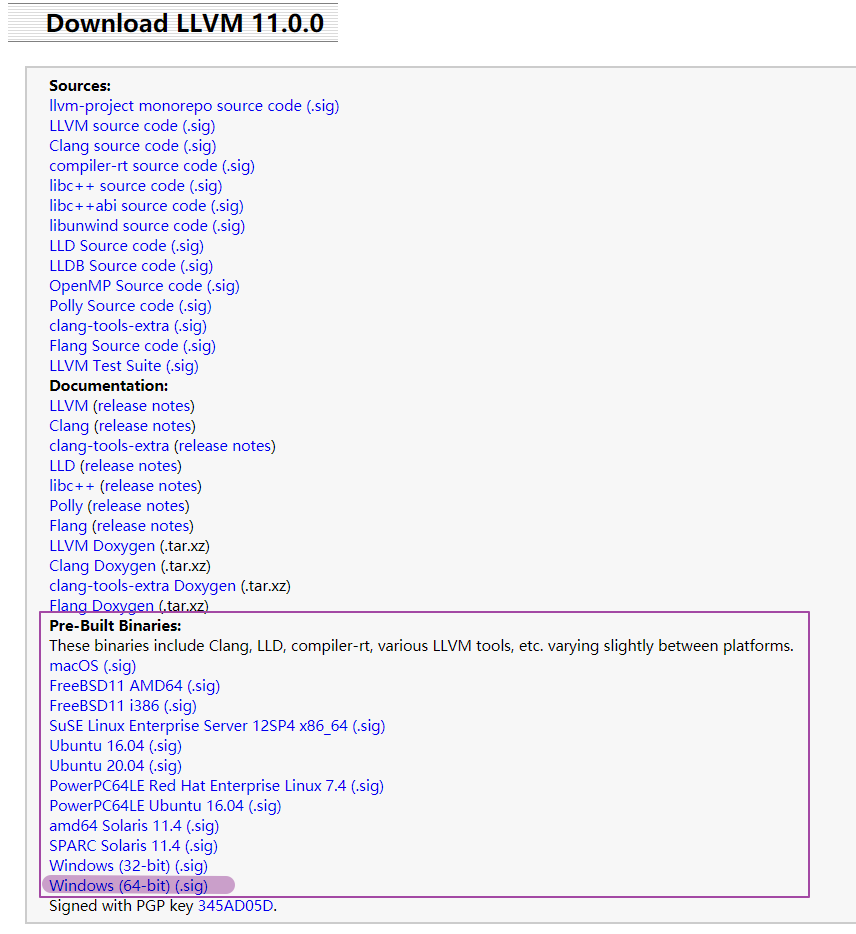 Download LLVM 11.0.0
Sources:
llvm-project monorepo source code (.sig)
LLVM source code (.sig)
Clang source code (.sig)
compiler-rt source code (.sig)
libc++ source code (.sig)
libc++abi source code (.sig)
libunwind source code (.sig)
LLD Source code (.sig)
LLDB Source code (.sig)
OpenMP Source code (.sig)
Polly Source code (.sig)
clang-tools-extra (.sig)
Flang Source code (.sig)
LLVM Test Suite (.sig)
Documentation:
LLVM (release notes)
Clang (release notes)
clang-tools-extra (release notes)
LLD (release notes)
libc++ (release notes)
Polly (release notes)
Flang (release notes)
LLVM Doxygen (.tar.xz)
Clang Doxygen (.tar.xz)
clang-tools-extra Doxygen (.tar.xz)
Flang Doxygen (.tar.xz)
Pre-Built Binaries:
These binaries include Clang, LLD, compiler-rt, various LLVM tools, etc. varying slightly between platforms.
macOS (.sig)
FreeBSD11 AMD64 (.sig)
FreeBSD11 i386 (.sig)
SuSE Linux Enterprise Server 12SP4 x86_64 (.sig)
Ubuntu 16.04 (.sig)
Ubuntu 20.04 (.sig)
PowerPC64LE Red Hat Enterprise Linux 7.4 (.sig)
PowerPC64LE Ubuntu 16.04 (.sig)
amd64 Solaris 11.4 (.sig)
SPARC Solaris 11.4 (.sig)
Windows (32-bit) (.sig)
Windows (64-bit) (.sig)
Signed with PGP key 345AD05D.